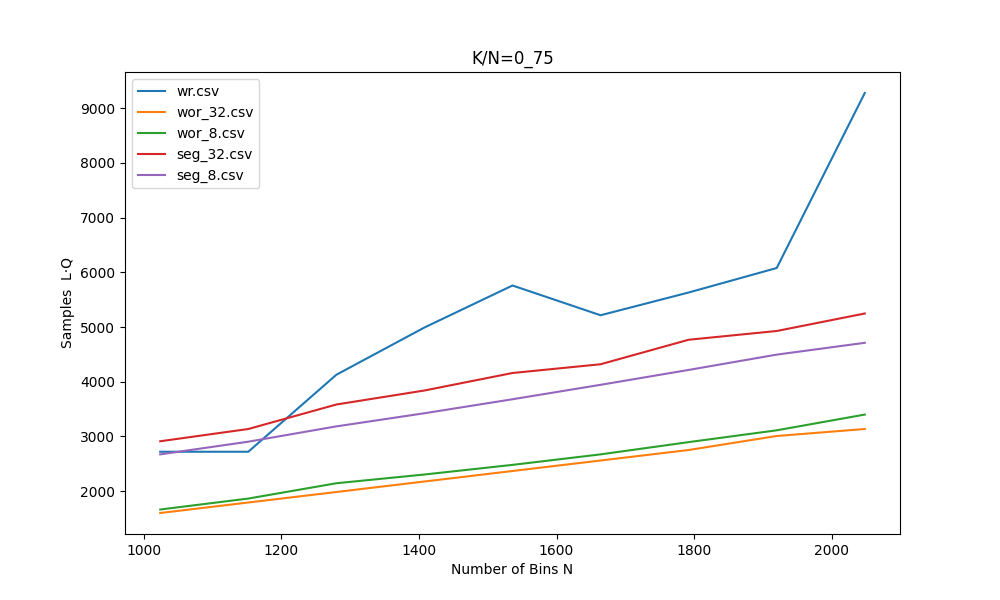 K/N=0_75
wr.csv
wor_32.csv
wor_8.csv
seg_32.csv
seg_8.csv
9000
8000
7000
6000
5000
4000
3000
2000
Samples  L·Q
1000 1200 1400 1600 1800 2000
Number of Bins N